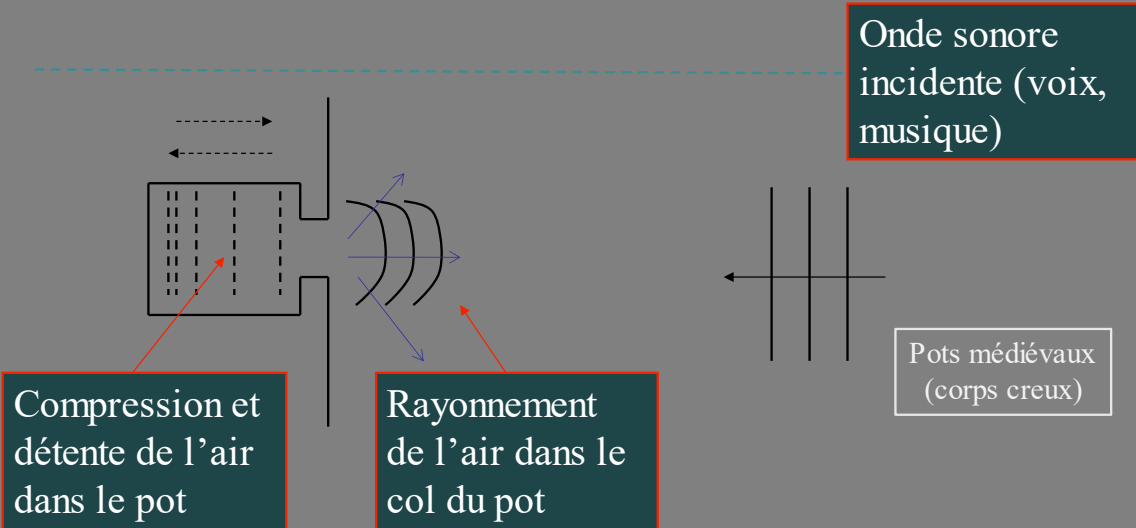 Onde sonore
incidente (voix,
musique)
Pots médiévaux
(corps creux)
Compression et
détente de l’air
dans le pot
Rayonnement
de l’air dans le
col du pot